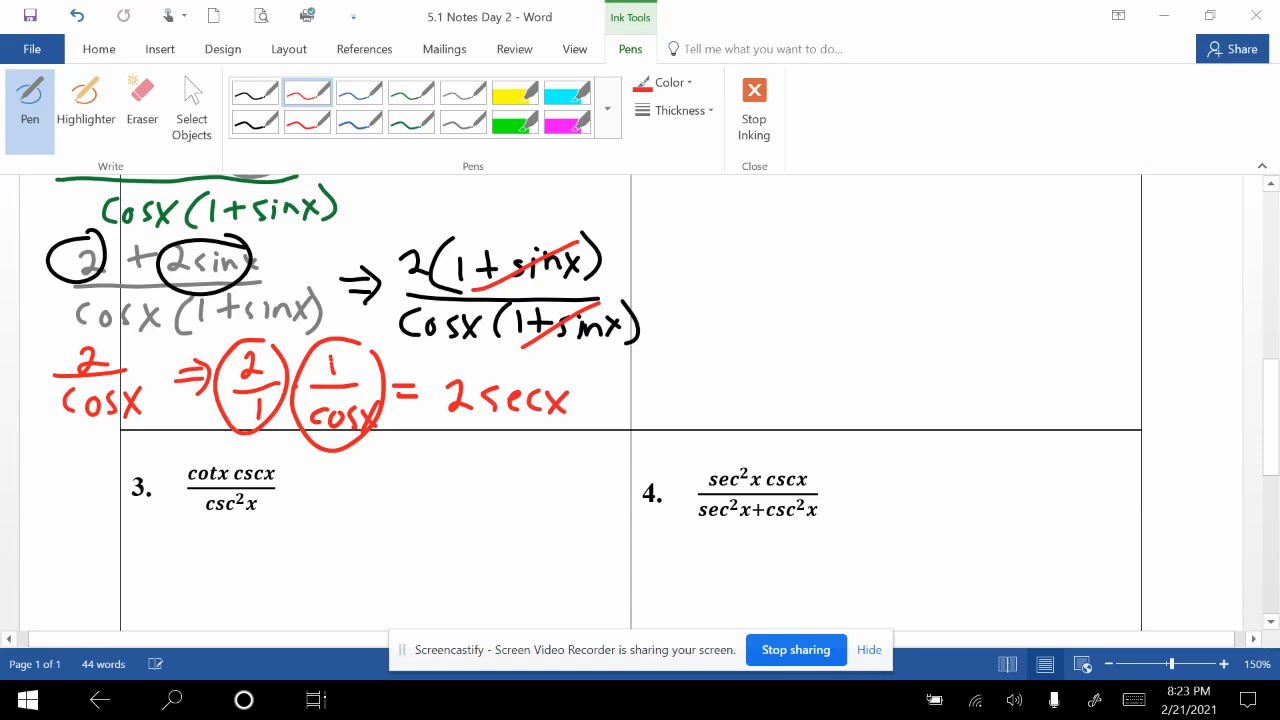 5.1 Notes Day 2 - Word
Ink Tools
File Home Insert Design Layout References Mailings Review View Pens Tell me what you want to do... Share
Pen Highlighter Eraser Select Objects Color Thickness Stop Inking
Write Pens Close
cosx(1+sinx)
2 + 2sinx ⇒ 2(1+sinx)
cosx(1+sinx) cosx(1+sinx)
2/cosx ⇒ 2/1 · 1/cosx = 2secx
3. cotx cscx
csc²x
4. sec²x cscx
sec²x+csc²x
Screencastify - Screen Video Recorder is sharing your screen. Stop sharing Hide
Page 1 of 1 44 words 150%
8:23 PM
2/21/2021